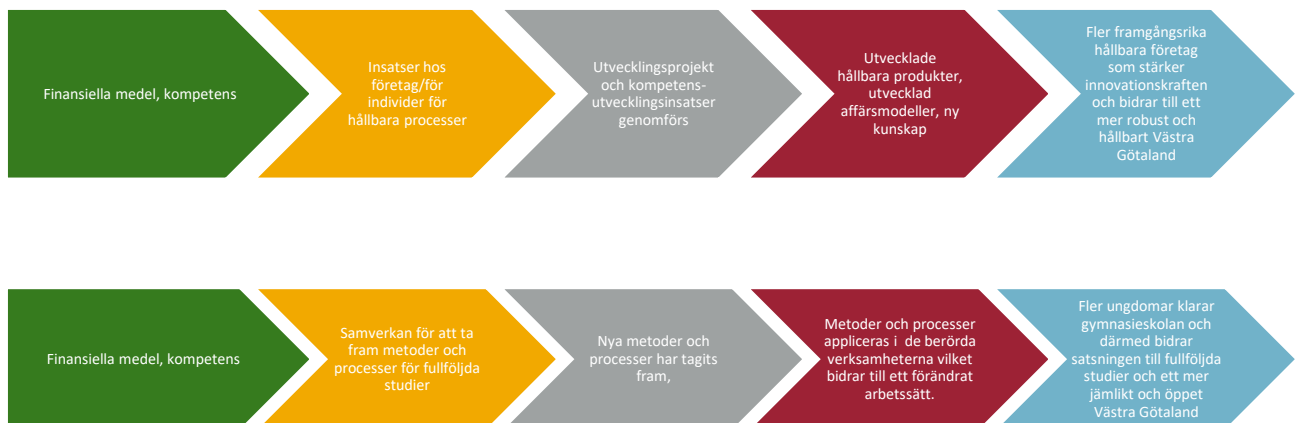 Finansiella medel, kompetens
Insatser hos
företag/för
individer för
hållbara processer
Utvecklingsprojekt
och kompetens-
utvecklingsinsatser
genomförs
Utvecklade
hållbara produkter,
utvecklad
affärsmodeller, ny
kunskap
Fler framgångsrika
hållbara företag
som stärker
innovationskraften
och bidrar till ett
mer robust och
hållbart Västra
Götaland
Finansiella medel, kompetens
Samverkan för att ta
fram metoder och
processer för fullföljda
studier
Nya metoder och
processer har tagits
fram,
Metoder och processer
appliceras i de berörda
verksamheterna vilket
bidrar till ett förändrat
arbetssätt.
Fler ungdomar klarar
gymnasieskolan och
därmed bidrar
satsningen till fullföljda
studier och ett mer
jämlikt och öppet
Västra Götaland